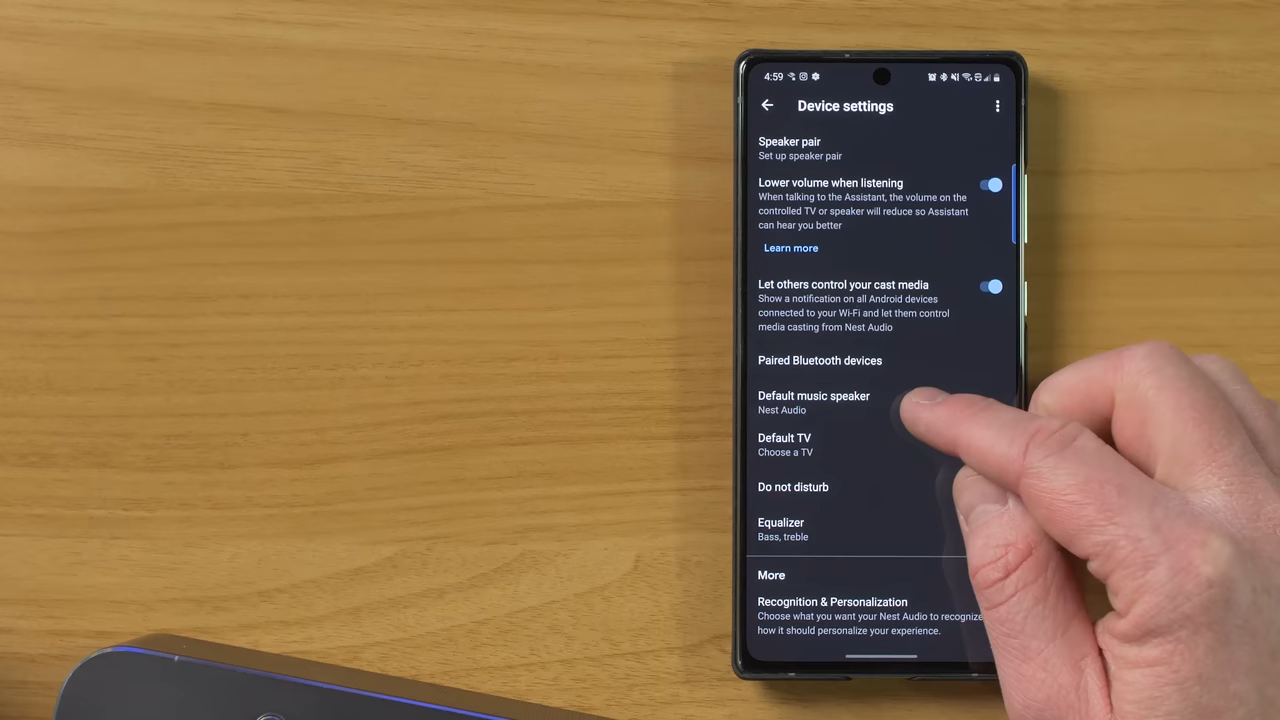 4:59
Device settings
Speaker pair
Set up speaker pair
Lower volume when listening
When talking to the Assistant, the volume on the
controlled TV or speaker will reduce so Assistant
can hear you better
Learn more
Let others control your cast media
Show a notification on all Android devices
connected to your Wi-Fi and let them control
media casting from Nest Audio
Paired Bluetooth devices
Default music speaker
Nest Audio
Default TV
Choose a TV
Do not disturb
Equalizer
Bass, treble
More
Recognition & Personalization
Choose what you want your Nest Audio to recognize
how it should personalize your experience.